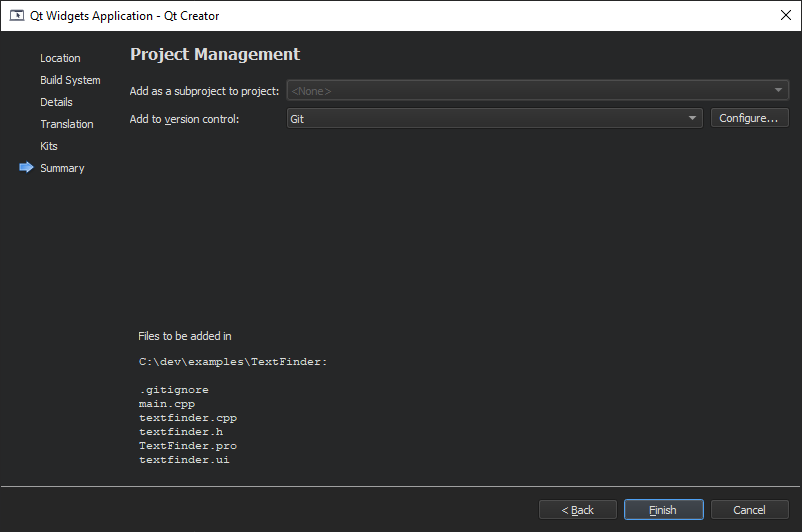 Qt Widgets Application - Qt Creator
Location
Build System
Details
Translation
Kits
Summary
Project Management
Add as a subproject to project: <None>
Add to version control: Git Configure...
Files to be added in
C:\dev\examples\TextFinder:
.gitignore
main.cpp
textfinder.cpp
textfinder.h
TextFinder.pro
textfinder.ui
< Back Finish Cancel